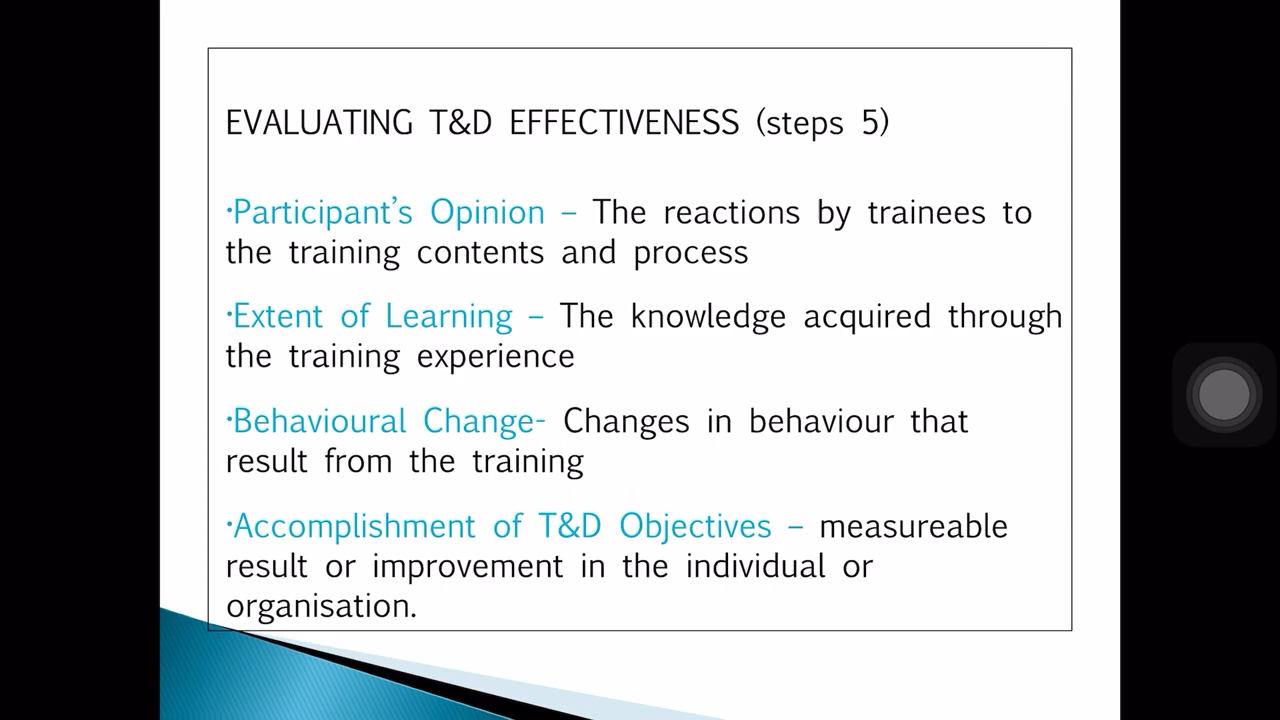 EVALUATING T&D EFFECTIVENESS (steps 5)
•Participant’s Opinion – The reactions by trainees to
the training contents and process
•Extent of Learning – The knowledge acquired through
the training experience
•Behavioural Change- Changes in behaviour that
result from the training
•Accomplishment of T&D Objectives – measureable
result or improvement in the individual or
organisation.